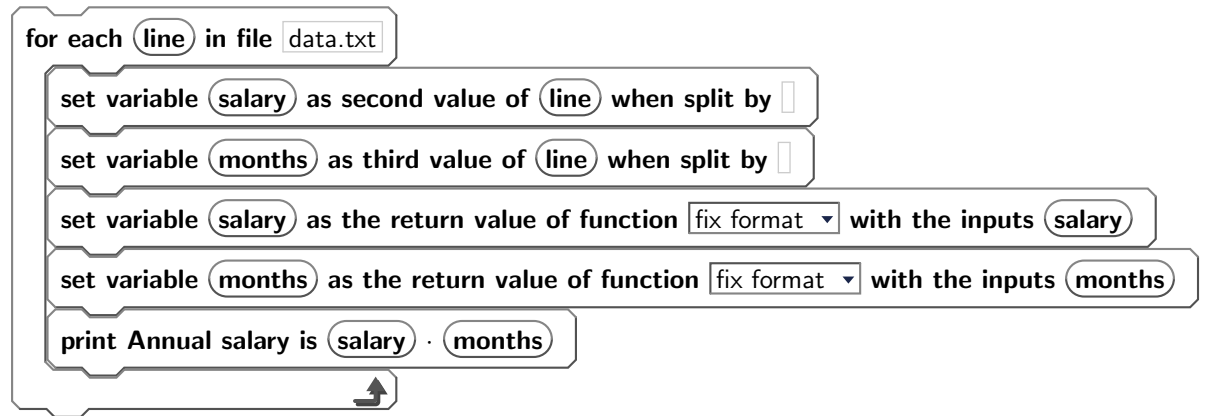 for each line in file data.txt
set variable salary as second value of line when split by
set variable months as third value of line when split by
set variable salary as the return value of function fix format with the inputs salary
set variable months as the return value of function fix format with the inputs months
print Annual salary is salary · months